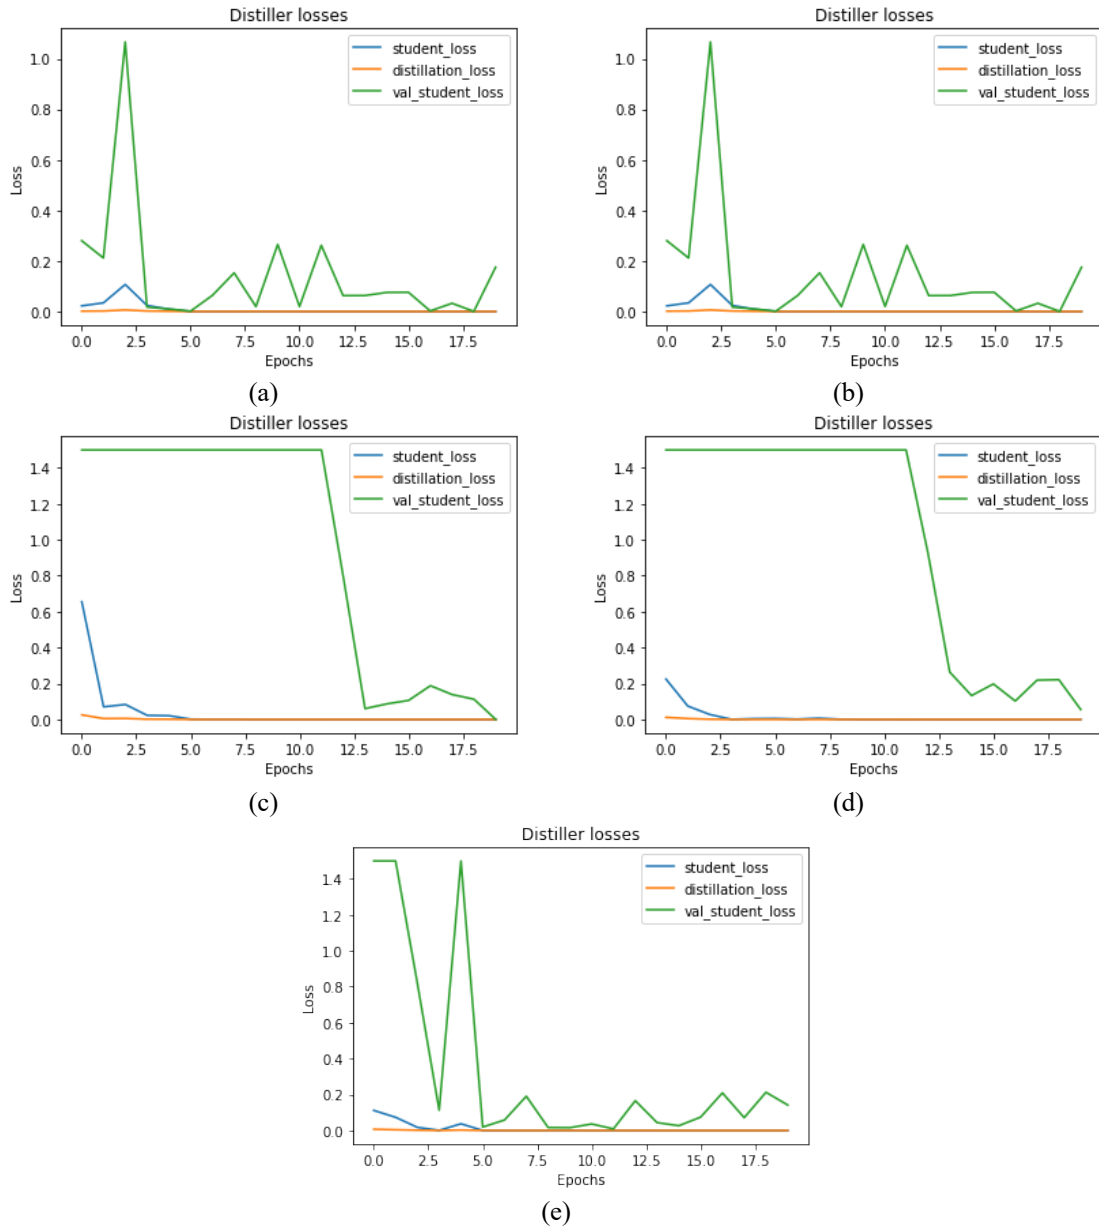 Distiller losses
student_loss
distillation_loss
val_student_loss
Loss
1.0
0.8
0.6
0.4
0.2
0.0
0.0 2.5 5.0 7.5 10.0 12.5 15.0 17.5
Epochs
(a)
Distiller losses
student_loss
distillation_loss
val_student_loss
Loss
1.0
0.8
0.6
0.4
0.2
0.0
0.0 2.5 5.0 7.5 10.0 12.5 15.0 17.5
Epochs
(b)
Distiller losses
student_loss
distillation_loss
val_student_loss
Loss
1.4
1.2
1.0
0.8
0.6
0.4
0.2
0.0
0.0 2.5 5.0 7.5 10.0 12.5 15.0 17.5
Epochs
(c)
Distiller losses
student_loss
distillation_loss
val_student_loss
Loss
1.4
1.2
1.0
0.8
0.6
0.4
0.2
0.0
0.0 2.5 5.0 7.5 10.0 12.5 15.0 17.5
Epochs
(d)
Distiller losses
student_loss
distillation_loss
val_student_loss
Loss
1.4
1.2
1.0
0.8
0.6
0.4
0.2
0.0
0.0 2.5 5.0 7.5 10.0 12.5 15.0 17.5
Epochs
(e)